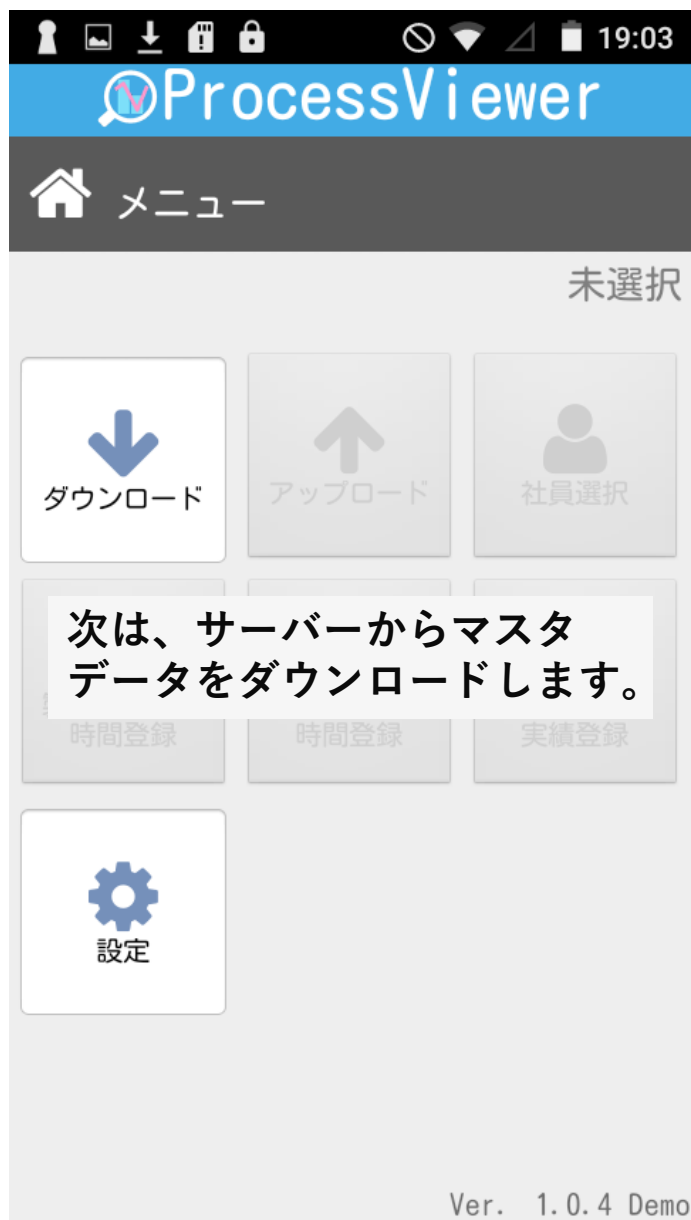 19:03
ProcessViewer
メニュー
未選択
ダウンロード
アップロード
社員選択
次は、サーバーからマスタ
データをダウンロードします。
時間登録
時間登録
実績登録
設定
Ver. 1.0.4 Demo